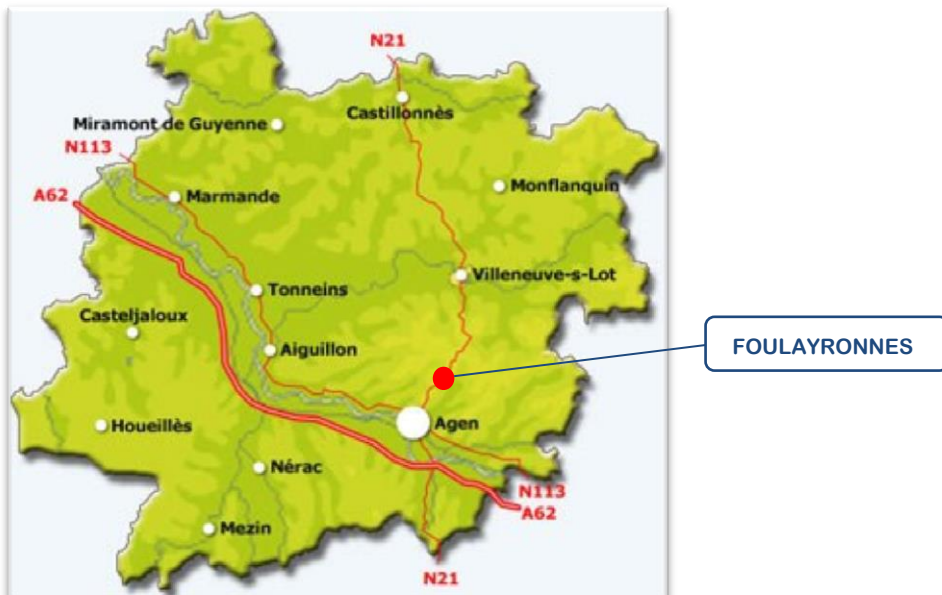 N21
Castillonnès
Miramont de Guyenne
N113
Monflanquin
A62
Marmande
Villeneuve-s-Lot
Tonneins
Casteljaloux
Aiguillon
FOULAYRONNES
Houeillès
Agen
Nérac
N113
A62
Mezin
N21